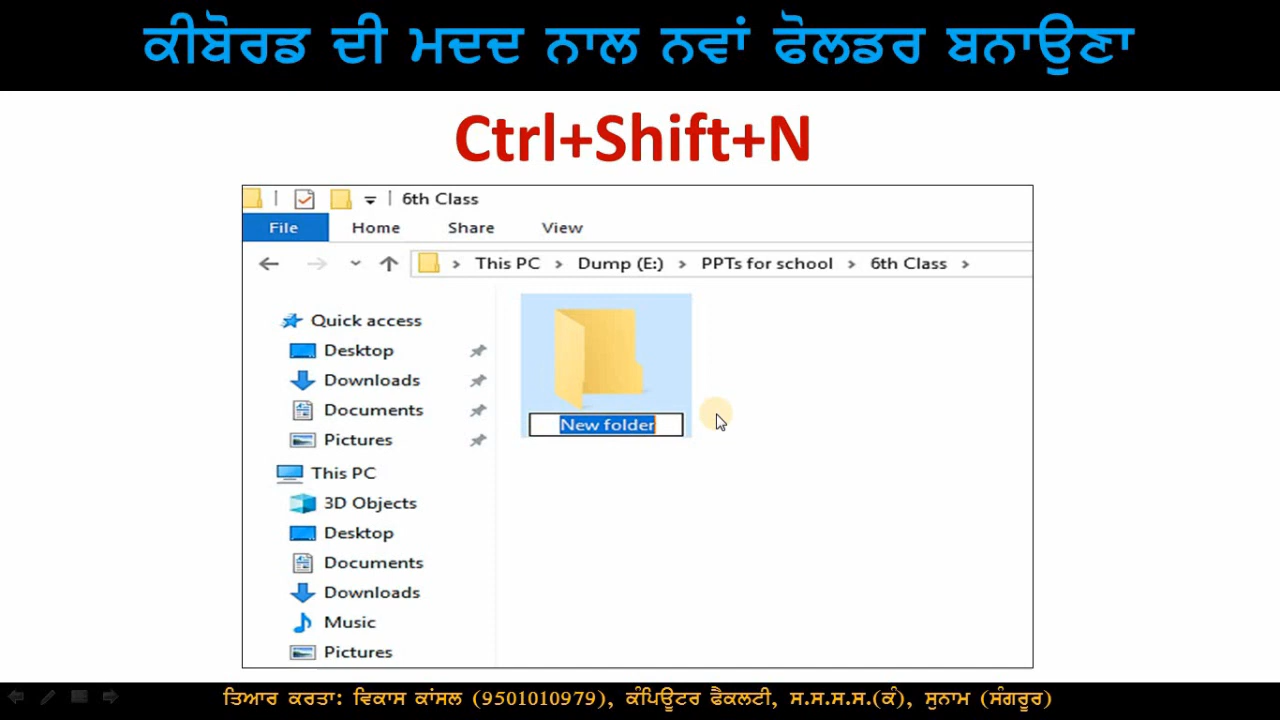 ਕੀਬੋਰਡ ਦੀ ਮਦਦ ਨਾਲ ਨਵਾਂ ਫੋਲਡਰ ਬਨਾਉਣਾ
Ctrl+Shift+N
6th Class
File Home Share View
This PC > Dump (E:) > PPTs for school > 6th Class >
Quick access
Desktop
Downloads
Documents
Pictures
New folder
This PC
3D Objects
Desktop
Documents
Downloads
Music
Pictures
ਤਿਆਰ ਕਰਤਾ: ਵਿਕਾਸ ਕਾਂਸਲ (9501010979), ਕੰਪਿਊਟਰ ਫੈਕਲਟੀ, ਸ.ਸ.ਸ.ਸ.(ਕੰ), ਸੁਨਾਮ (ਸੰਗਰੂਰ)